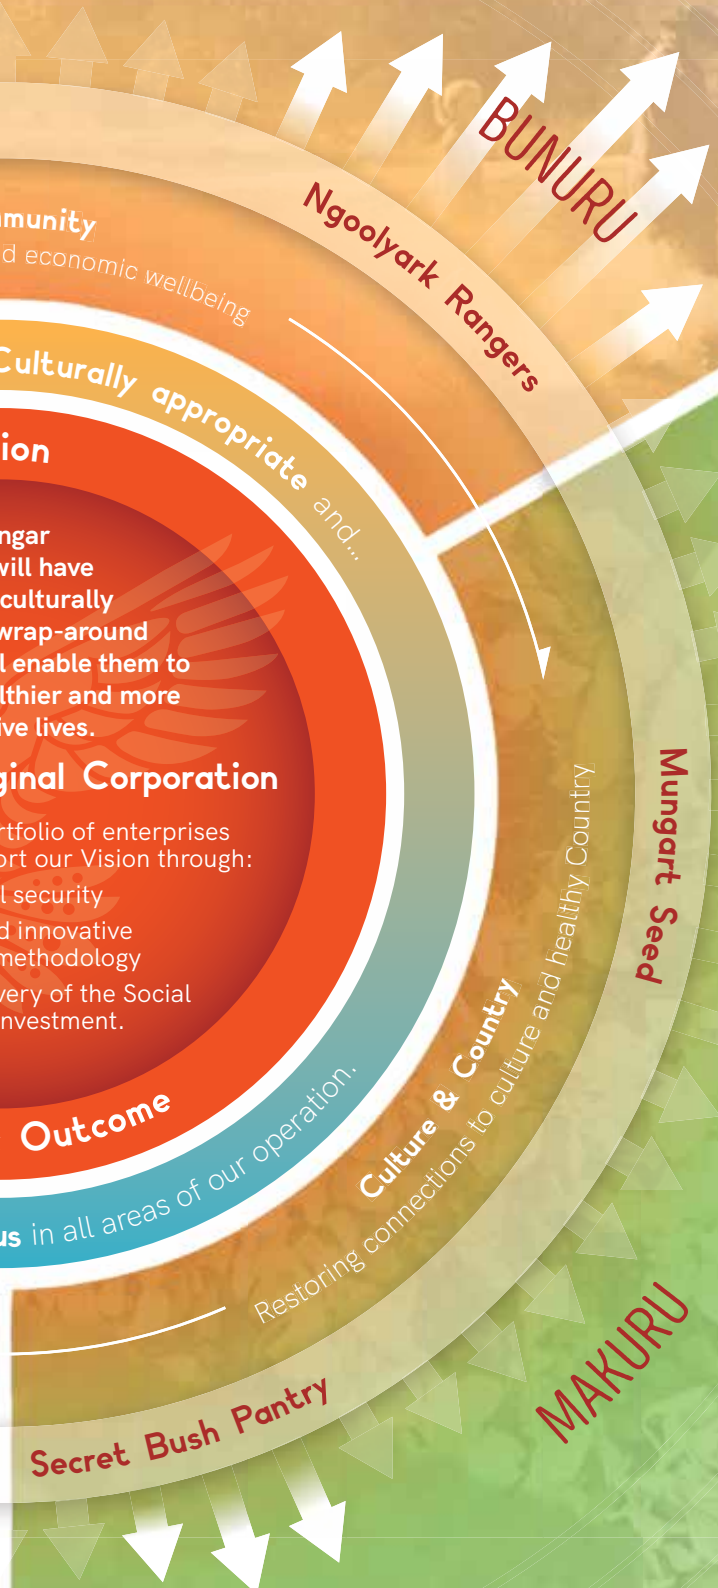 BUNURU
Ngoolyark Rangers
mmunity
d economic wellbeing
Culturally appropriate and...
ion
ngar
will have
culturally
wrap-around
l enable them to
lthier and more
ive lives.
ginal Corporation
rtfolio of enterprises
ort our Vision through:
l security
d innovative
methodology
very of the Social
nvestment.
Outcome
us in all areas of our operation.
Culture & Country
Restoring connections to culture and healthy Country
Mungart Seed
MAKURU
Secret Bush Pantry